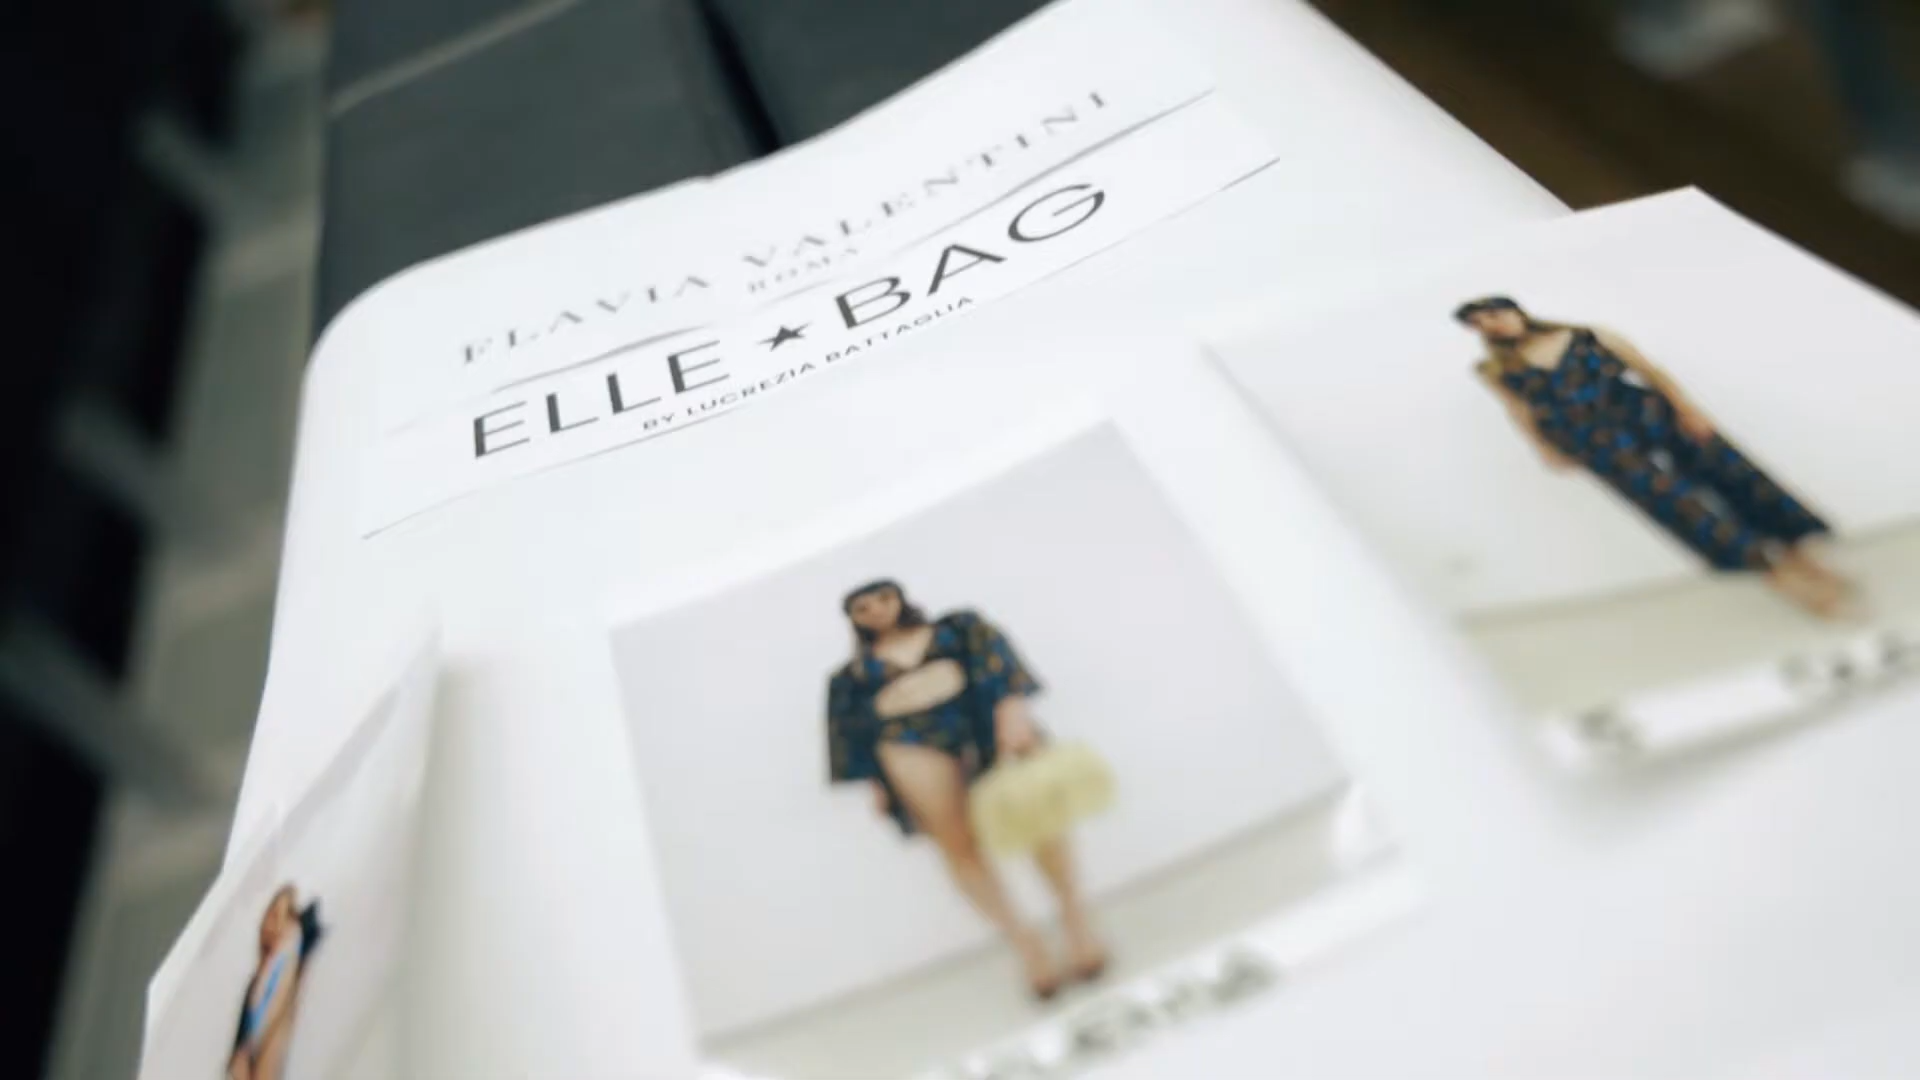 FLAVIA VALENTINI
ROMA
ELLE ★ BAG
BY LUCREZIA BATTAGLIA